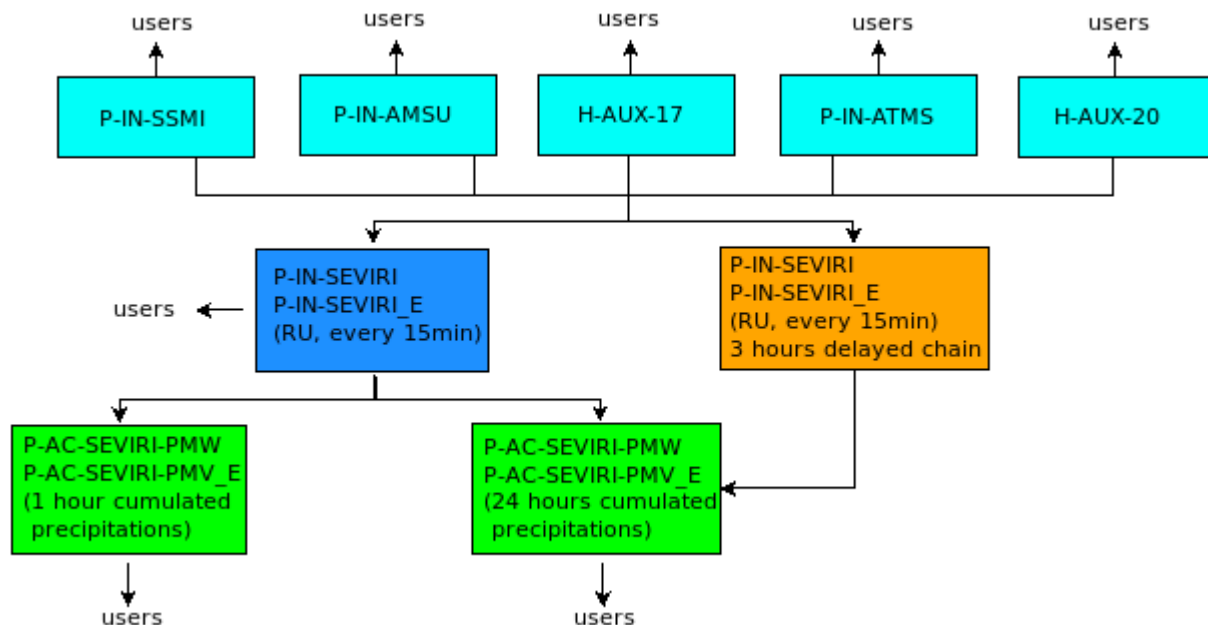 users
users
users
users
users
P-IN-SSMI
P-IN-AMSU
H-AUX-17
P-IN-ATMS
H-AUX-20
P-IN-SEVIRI
P-IN-SEVIRI_E
(RU, every 15min)
users
P-IN-SEVIRI
P-IN-SEVIRI_E
(RU, every 15min)
3 hours delayed chain
P-AC-SEVIRI-PMW
P-AC-SEVIRI-PMV_E
(1 hour cumulated
precipitations)
P-AC-SEVIRI-PMW
P-AC-SEVIRI-PMV_E
(24 hours cumulated
precipitations)
users
users